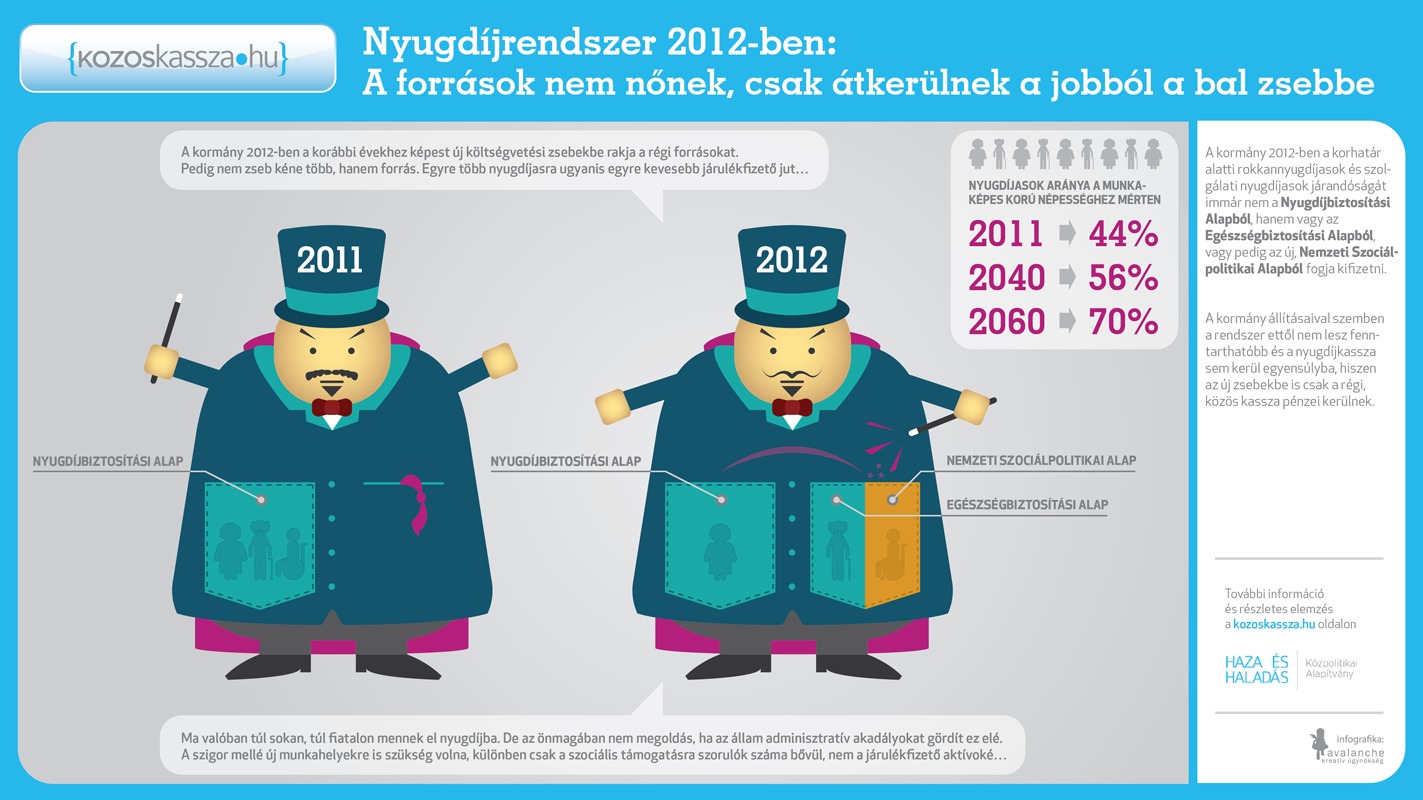 {kozoskassza•hu}
Nyugdíjrendszer 2012-ben:
A források nem nőnek, csak átkerülnek a jobból a bal zsebbe
A kormány 2012-ben a korábbi évekhez képest új költségvetési zsebekbe rakja a régi forrásokat.
Pedig nem zseb kéne több, hanem forrás. Egyre több nyugdíjasra ugyanis egyre kevesebb járulékfizető jut…
NYUGDÍJASOK ARÁNYA A MUNKA-
KÉPES KORÚ NÉPESSÉGHEZ MÉRTEN
2011 44%
2040 56%
2060 70%
2011
2012
NYUGDÍJBIZTOSÍTÁSI ALAP
NYUGDÍJBIZTOSÍTÁSI ALAP
NEMZETI SZOCIÁLPOLITIKAI ALAP
EGÉSZSÉGBIZTOSÍTÁSI ALAP
Ma valóban túl sokan, túl fiatalon mennek el nyugdíjba. De az önmagában nem megoldás, ha az állam adminisztratív akadályokat gördít ez elé.
A szigor mellé új munkahelyekre is szükség volna, különben csak a szociális támogatásra szorulók száma bővül, nem a járulékfizető aktívoké…
A kormány 2012-ben a korhatár
alatti rokkannyugdíjasok és szol-
gálati nyugdíjasok járandóságát
immár nem a Nyugdíjbiztosítási
Alapból, hanem vagy az
Egészségbiztosítási Alapból,
vagy pedig az új, Nemzeti Szociál-
politikai Alapból fogja kifizetni.
A kormány állításaival szemben
a rendszer ettől nem lesz fenn-
tarthatóbb és a nyugdíjkassza
sem kerül egyensúlyba, hiszen
az új zsebekbe is csak a régi,
közös kassza pénzei kerülnek.
További információ
és részletes elemzés
a kozoskassza.hu oldalon
HAZA ÉS
HALADÁS
Közpolitikai
Alapítvány
infografika:
avalanche
kreatív ügynökség